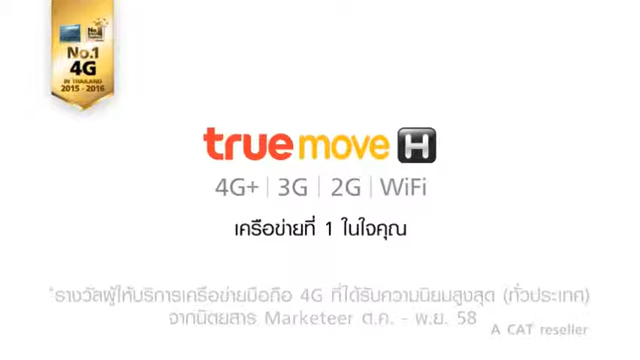 No.1
4G
IN THAILAND
2015 - 2016
true move H
4G+ | 3G | 2G | WiFi
เครือข่ายที่ 1 ในใจคุณ
*รางวัลผู้ให้บริการเครือข่ายมือถือ 4G ที่ได้รับความนิยมสูงสุด (ทั่วประเทศ)
จากนิตยสาร Marketeer ต.ค. - พ.ย. 58
A CAT reseller